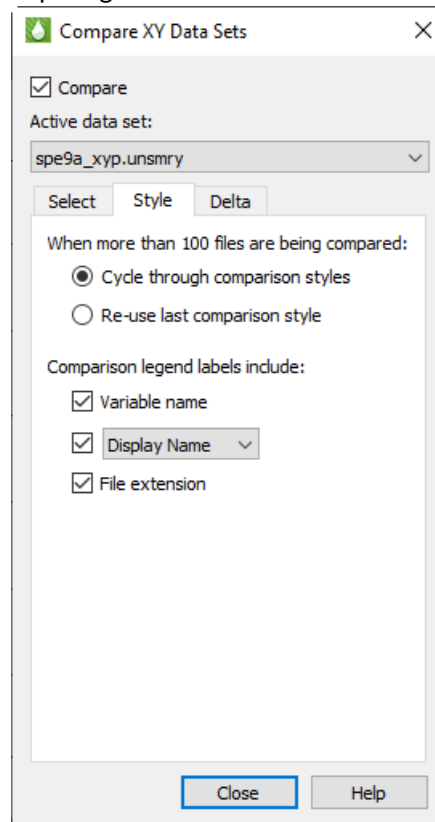 Compare XY Data Sets
Compare
Active data set:
spe9a_xyp.unsmry
Select Style Delta
When more than 100 files are being compared:
Cycle through comparison styles
Re-use last comparison style
Comparison legend labels include:
Variable name
Display Name
File extension
Close Help